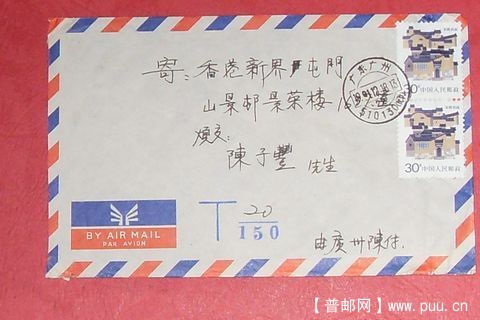 寄：香港新界屯門
山景邨景榮楼
煩交：
陳子豐 先生
由廣州陳付.
T 20
150
BY AIR MAIL
PAR AVION
广东广州
30分 中国人民邮政
30分 中国人民邮政
【普邮网】www.puu.cn